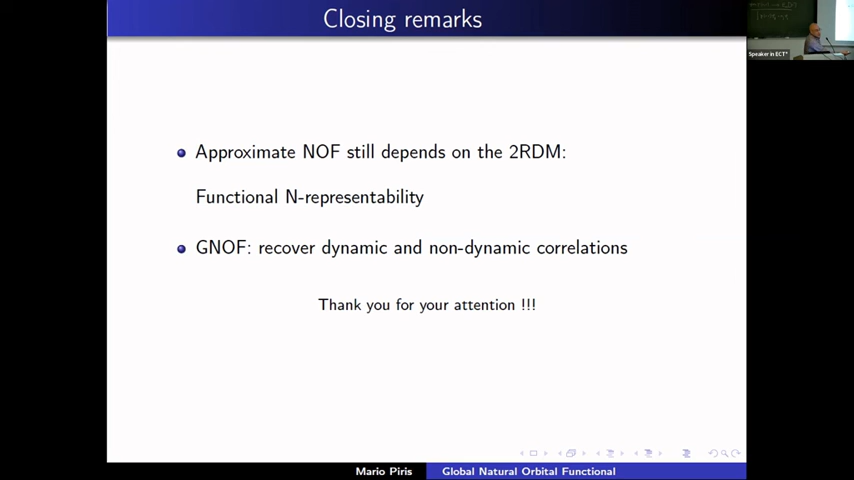 Closing remarks
Speaker in ECT*
Approximate NOF still depends on the 2RDM:
Functional N-representability
GNOF: recover dynamic and non-dynamic correlations
Thank you for your attention !!!
Mario Piris
Global Natural Orbital Functional